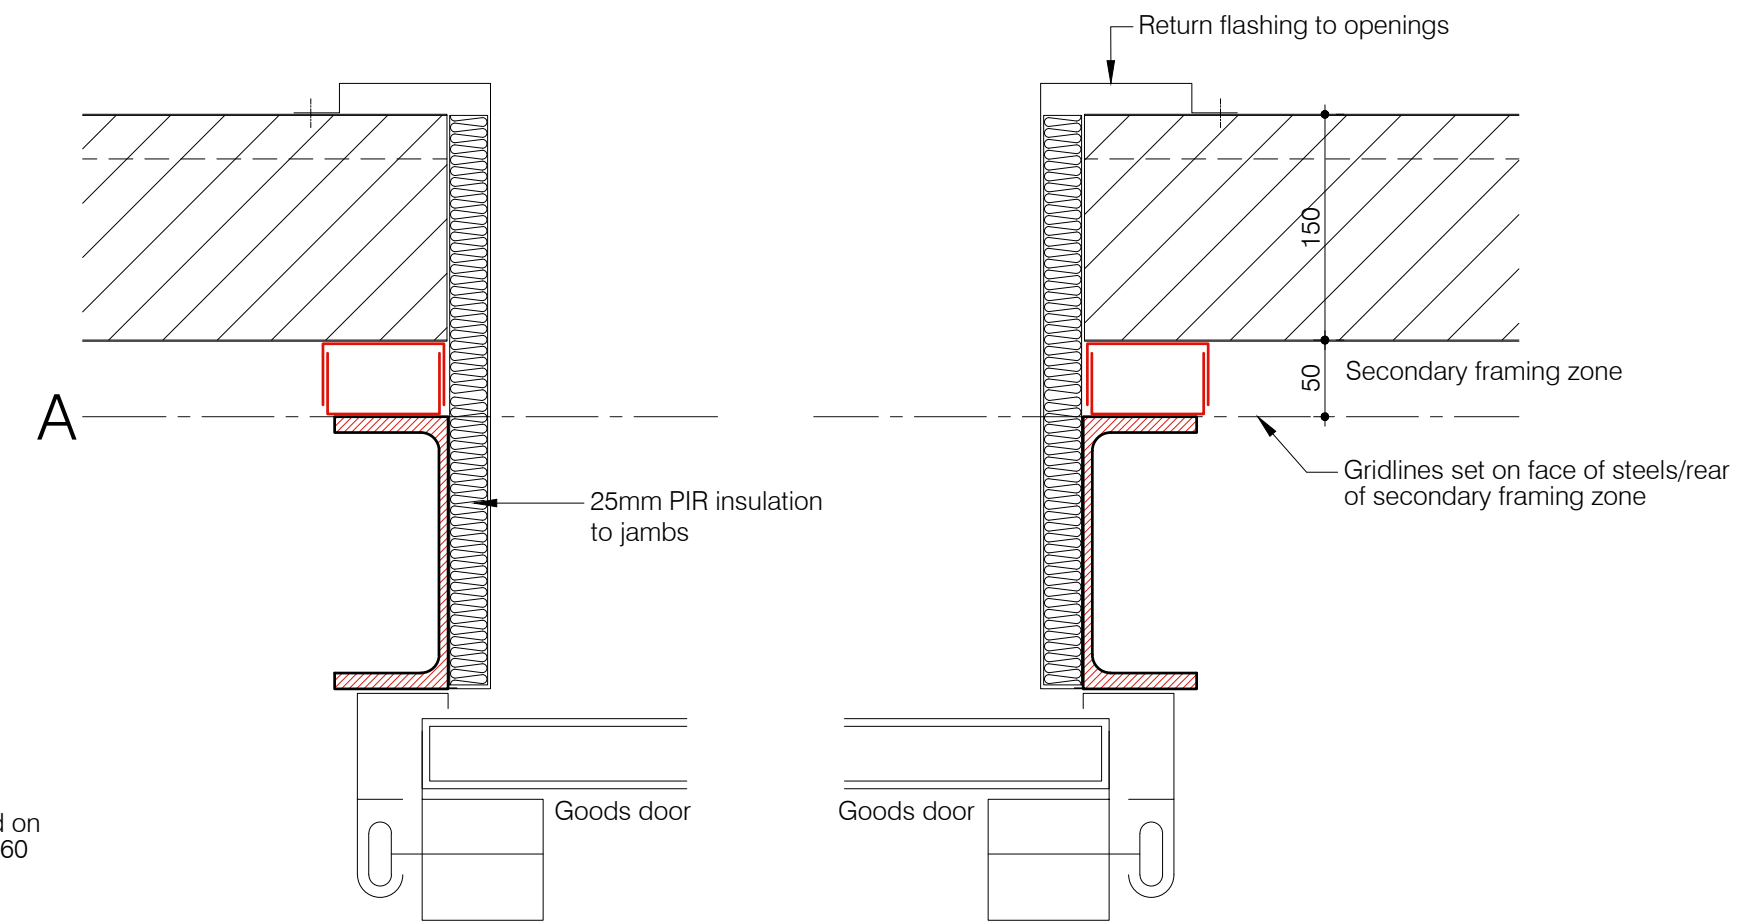 Return flashing to openings
150
50
Secondary framing zone
A
Gridlines set on face of steels/rear
of secondary framing zone
25mm PIR insulation
to jambs
Goods door
Goods door
on
60